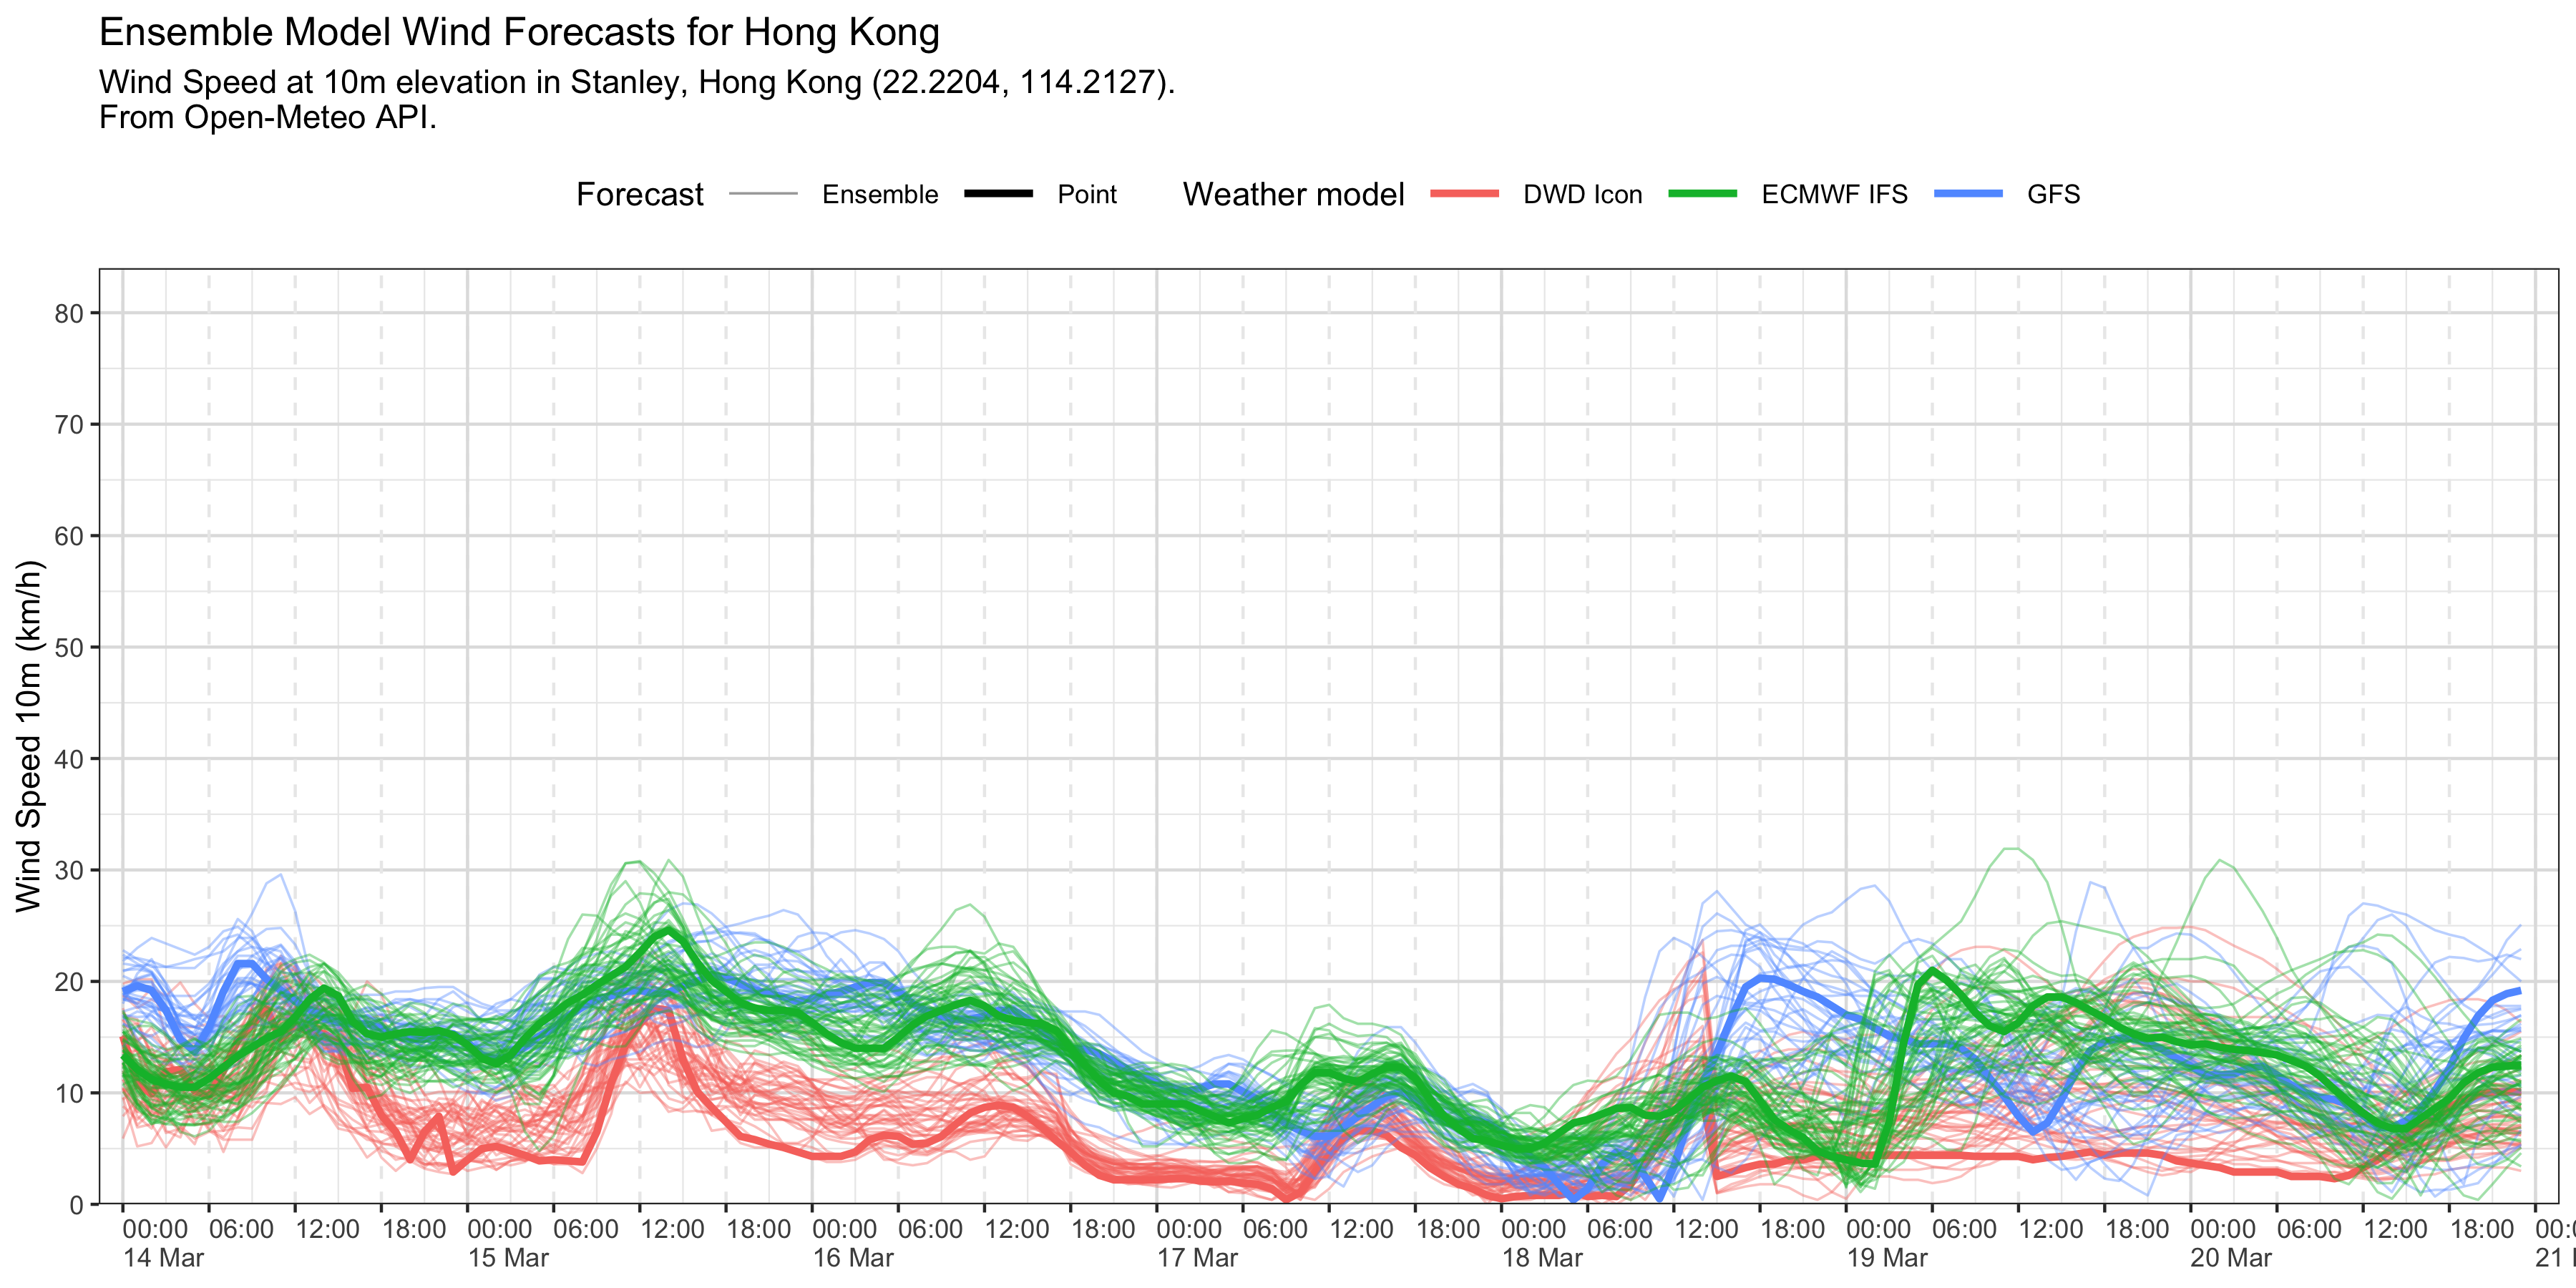 Ensemble Model Wind Forecasts for Hong Kong
Wind Speed at 10m elevation in Stanley, Hong Kong (22.2204, 114.2127).
From Open-Meteo API.
Forecast Ensemble Point Weather model DWD Icon ECMWF IFS GFS
Wind Speed 10m (km/h)
80
70
60
50
40
30
20
10
0
00:00 06:00 12:00 18:00 00:00 06:00 12:00 18:00 00:00 06:00 12:00 18:00 00:00 06:00 12:00 18:00 00:00 06:00 12:00 18:00 00:00 06:00 12:00 18:00 00:00 06:00 12:00 18:00
14 Mar 15 Mar 16 Mar 17 Mar 18 Mar 19 Mar 20 Mar 21